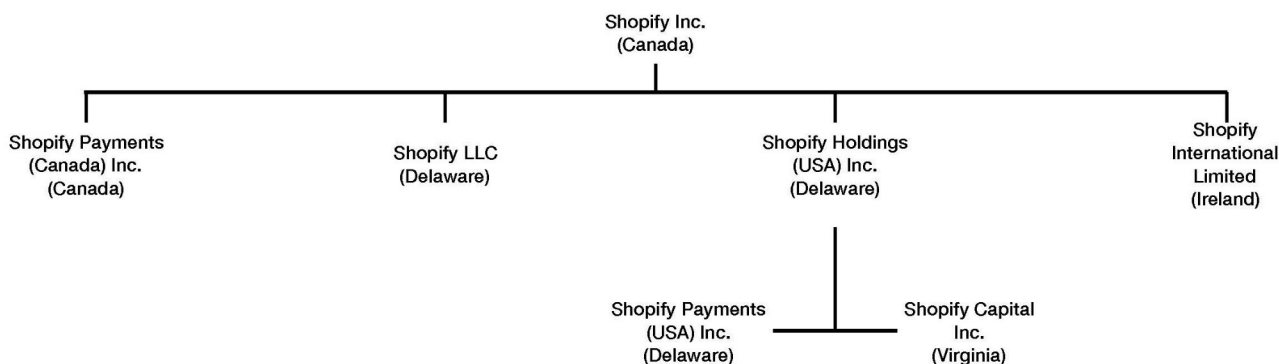 Shopify Inc.
(Canada)
Shopify Payments
(Canada) Inc.
(Canada)
Shopify LLC
(Delaware)
Shopify Holdings
(USA) Inc.
(Delaware)
Shopify
International
Limited
(Ireland)
Shopify Payments
(USA) Inc.
(Delaware)
Shopify Capital
Inc.
(Virginia)